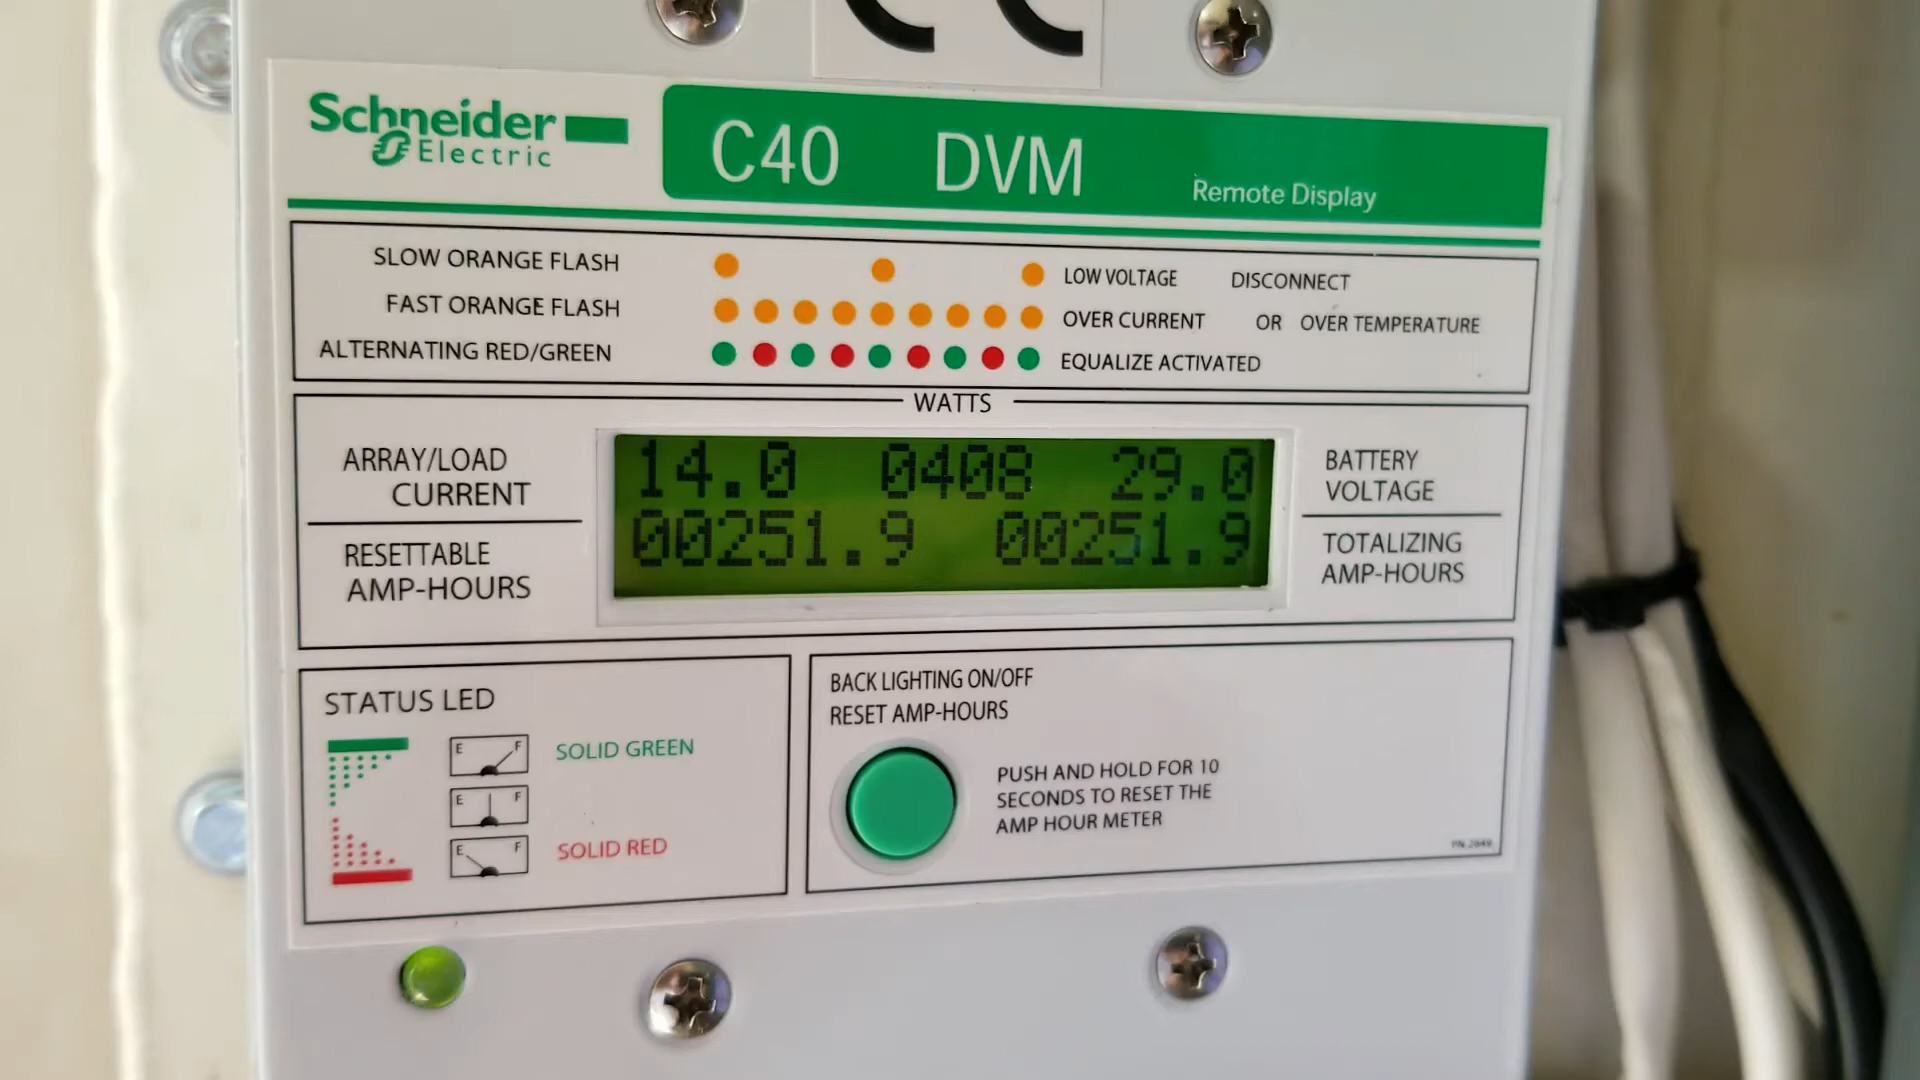 CE
Schneider Electric
C40 DVM Remote Display
SLOW ORANGE FLASH LOW VOLTAGE DISCONNECT
FAST ORANGE FLASH OVER CURRENT OR OVER TEMPERATURE
ALTERNATING RED/GREEN EQUALIZE ACTIVATED
WATTS
ARRAY/LOAD
CURRENT
14.0 0408 29.0
BATTERY
VOLTAGE
RESETTABLE
AMP-HOURS
00251.9 00251.9
TOTALIZING
AMP-HOURS
STATUS LED
E F SOLID GREEN
E F
E F SOLID RED
BACK LIGHTING ON/OFF
RESET AMP-HOURS
PUSH AND HOLD FOR 10
SECONDS TO RESET THE
AMP HOUR METER